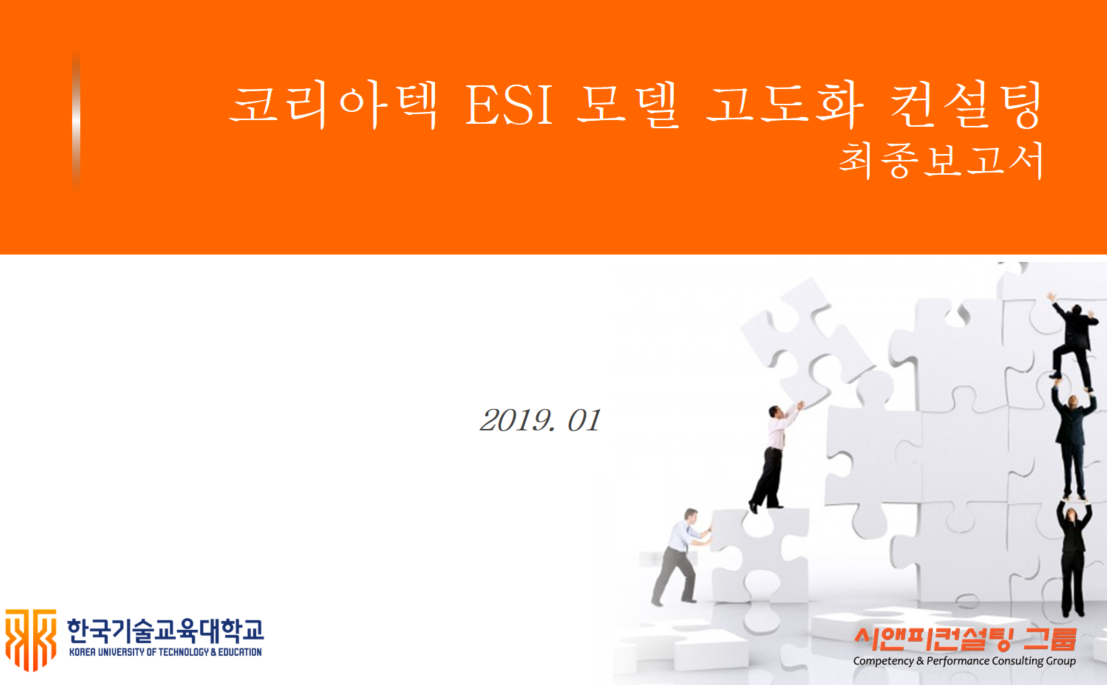 코리아텍 ESI 모델 고도화 컨설팅
최종보고서
2019. 01
한국기술교육대학교
KOREA UNIVERSITY OF TECHNOLOGY & EDUCATION
시앤피컨설팅 그룹
Competency & Performance Consulting Group